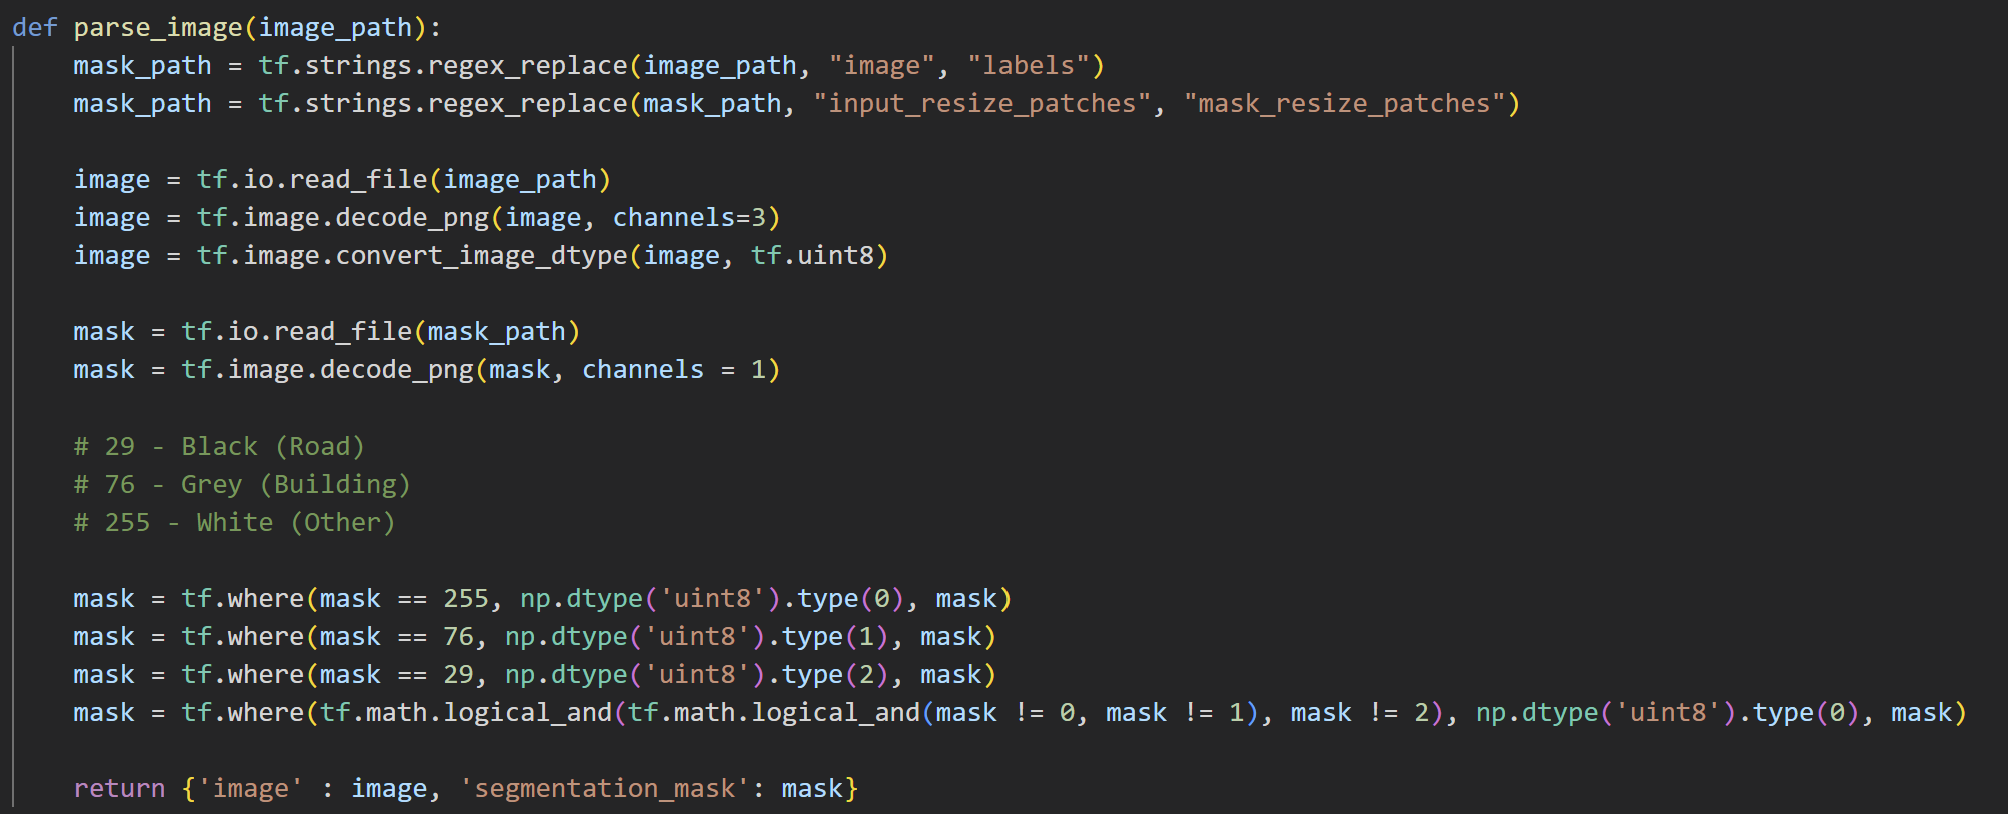 def parse_image(image_path):
    mask_path = tf.strings.regex_replace(image_path, "image", "labels")
    mask_path = tf.strings.regex_replace(mask_path, "input_resize_patches", "mask_resize_patches")

    image = tf.io.read_file(image_path)
    image = tf.image.decode_png(image, channels=3)
    image = tf.image.convert_image_dtype(image, tf.uint8)

    mask = tf.io.read_file(mask_path)
    mask = tf.image.decode_png(mask, channels = 1)

    # 29 - Black (Road)
    # 76 - Grey (Building)
    # 255 - White (Other)

    mask = tf.where(mask == 255, np.dtype('uint8').type(0), mask)
    mask = tf.where(mask == 76, np.dtype('uint8').type(1), mask)
    mask = tf.where(mask == 29, np.dtype('uint8').type(2), mask)
    mask = tf.where(tf.math.logical_and(tf.math.logical_and(mask != 0, mask != 1), mask != 2), np.dtype('uint8').type(0), mask)

    return {'image' : image, 'segmentation_mask': mask}